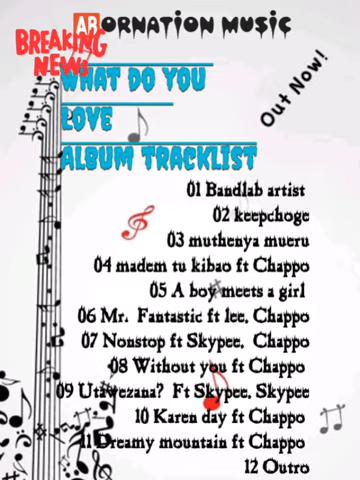 ABORNATION MUSIC
BREAKING
NEWS
Out Now!
WHAT DO YOU
LOVE
ALBUM TRACKLIST
01 Bandlab artist
02 keepchoge
03 muthenya mueru
04 madem tu kibao ft Chappo
05 A boy meets a girl
06 Mr. Fantastic ft lee, Chappo
07 Nonstop ft Skypee, Chappo
08 Without you ft Chappo
09 Utawezana? Ft Skypee, Skypee
10 Karen day ft Chappo
11 Dreamy mountain ft Chappo
12 Outro